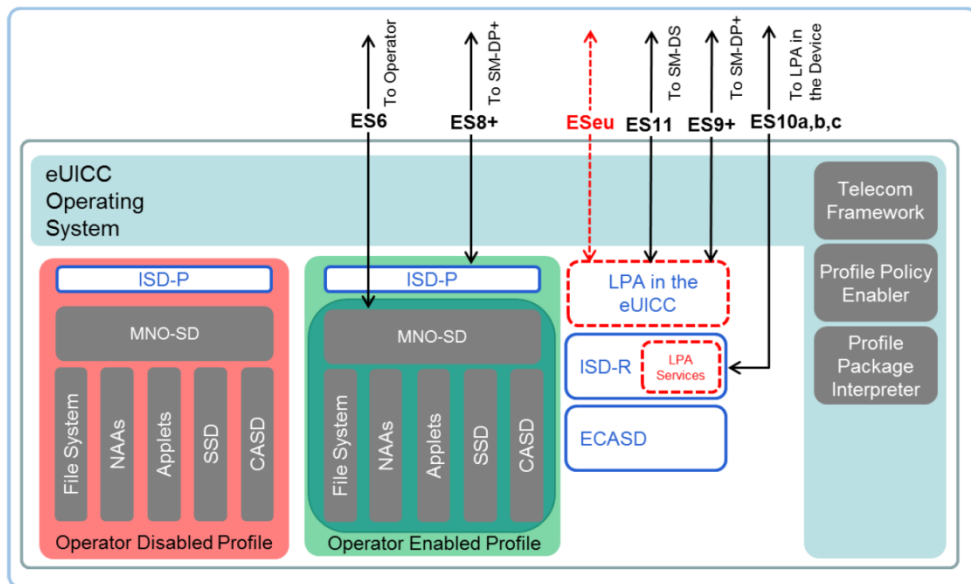 To Operator
To SM-DP+
To SM-DS
To SM-DP+
To LPA in
the Device
ES6
ES8+
ESeu
ES11
ES9+
ES10a,b,c
eUICC
Operating
System
Telecom
Framework
Profile Policy
Enabler
Profile
Package
Interpreter
ISD-P
MNO-SD
File System
NAAs
Applets
SSD
CASD
Operator Disabled Profile
ISD-P
MNO-SD
File System
NAAs
Applets
SSD
CASD
Operator Enabled Profile
LPA in the
eUICC
ISD-R
LPA
Services
ECASD